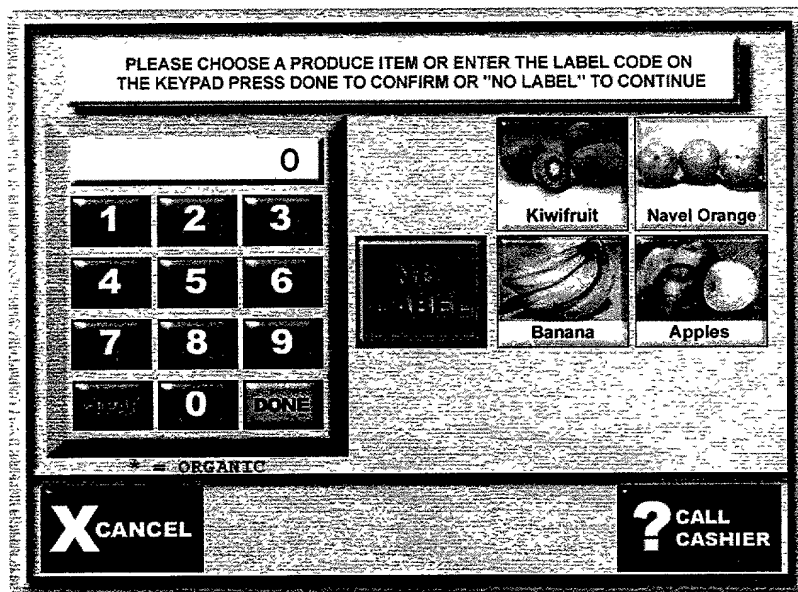 PLEASE CHOOSE A PRODUCE ITEM OR ENTER THE LABEL CODE ON
THE KEYPAD PRESS DONE TO CONFIRM OR "NO LABEL" TO CONTINUE
0
1 2 3
4 5 6
7 8 9
0 DONE
* = ORGANIC
NO
LABEL
Kiwifruit
Navel Orange
Banana
Apples
X CANCEL
? CALL
CASHIER